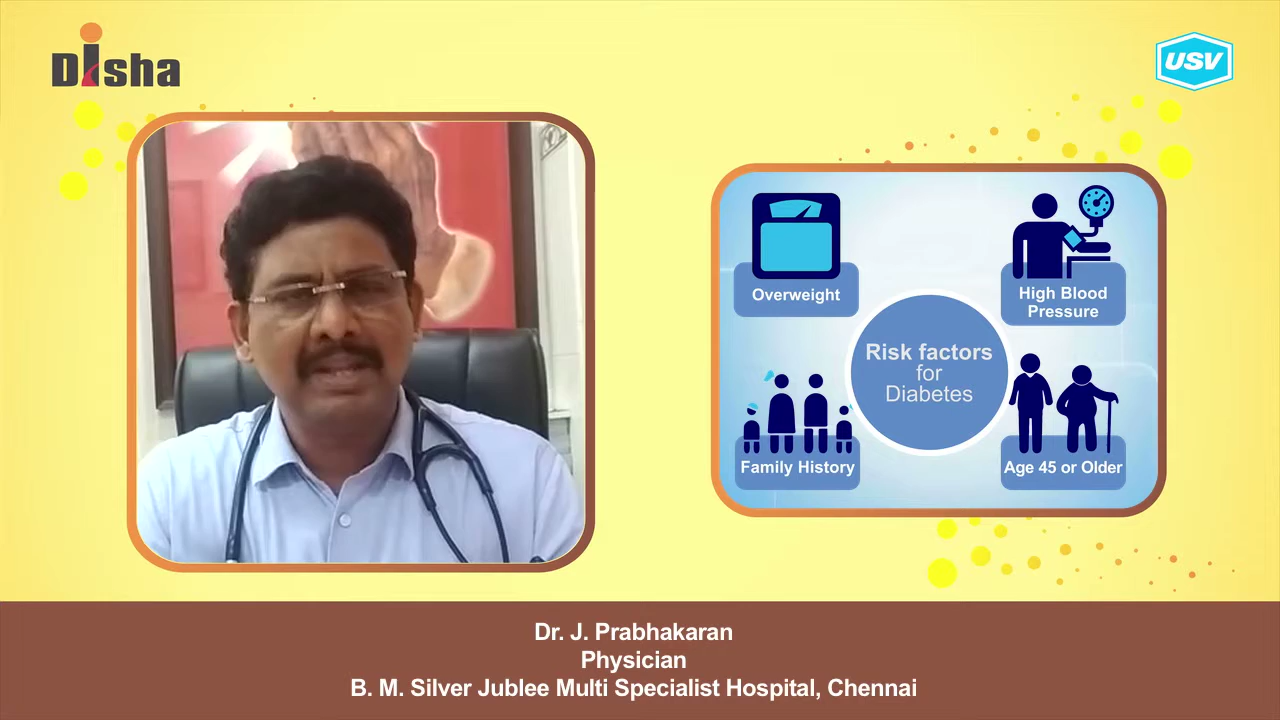 Disha
USV
Overweight
High Blood
Pressure
Risk factors
for
Diabetes
Family History
Age 45 or Older
Dr. J. Prabhakaran
Physician
B. M. Silver Jublee Multi Specialist Hospital, Chennai